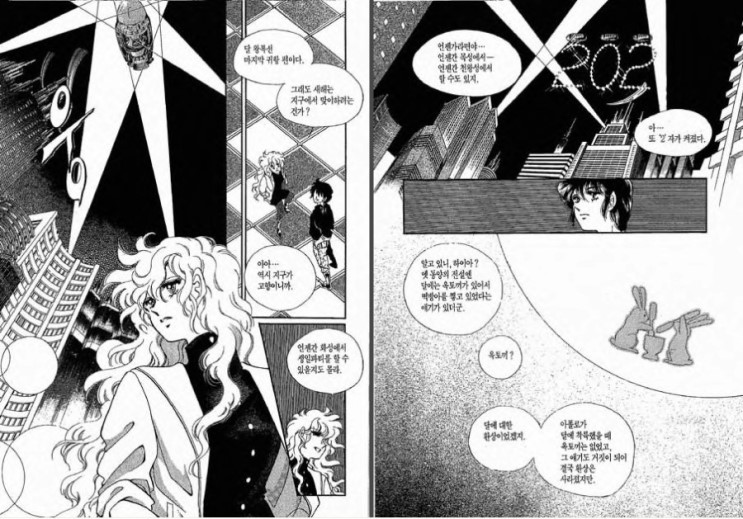 달 왕복선
마지막 귀항 편이다.
그래도 새해는
지구에서 맞이하려는
건가?
아아…
역시 지구가
고향이니까.
언젠간 화성에서
생일파티를 할 수
있을지도 몰라.
언젠가라면야…
언젠간 목성에서—
언젠간 천왕성에서
할 수도 있지.
202
아…
또 자가 켜졌다.
알고 있니, 하이아?
옛 동양의 전설엔
달에는 옥토끼가 있어서
떡방아를 찧고 있었다는
얘기가 있더군.
옥토끼?
달에 대한
환상이었겠지.
아폴로가
달에 착륙했을 때
옥토끼는 없었고,
그 얘기도 거짓이 되어
결국 환상은
사라졌지만.